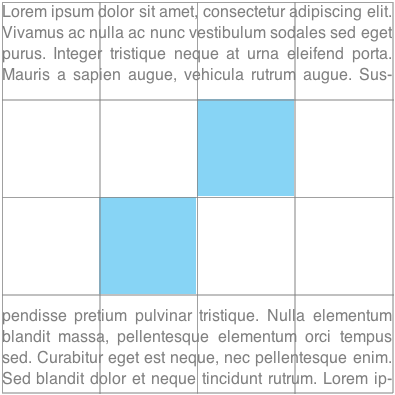 Lorem ipsum dolor sit amet, consectetur adipiscing elit.
Vivamus ac nulla ac nunc vestibulum sodales sed eget
purus. Integer tristique neque at urna eleifend porta.
Mauris a sapien augue, vehicula rutrum augue. Sus-
pendisse pretium pulvinar tristique. Nulla elementum
blandit massa, pellentesque elementum orci tempus
sed. Curabitur eget est neque, nec pellentesque enim.
Sed blandit dolor et neque tincidunt rutrum. Lorem ip-